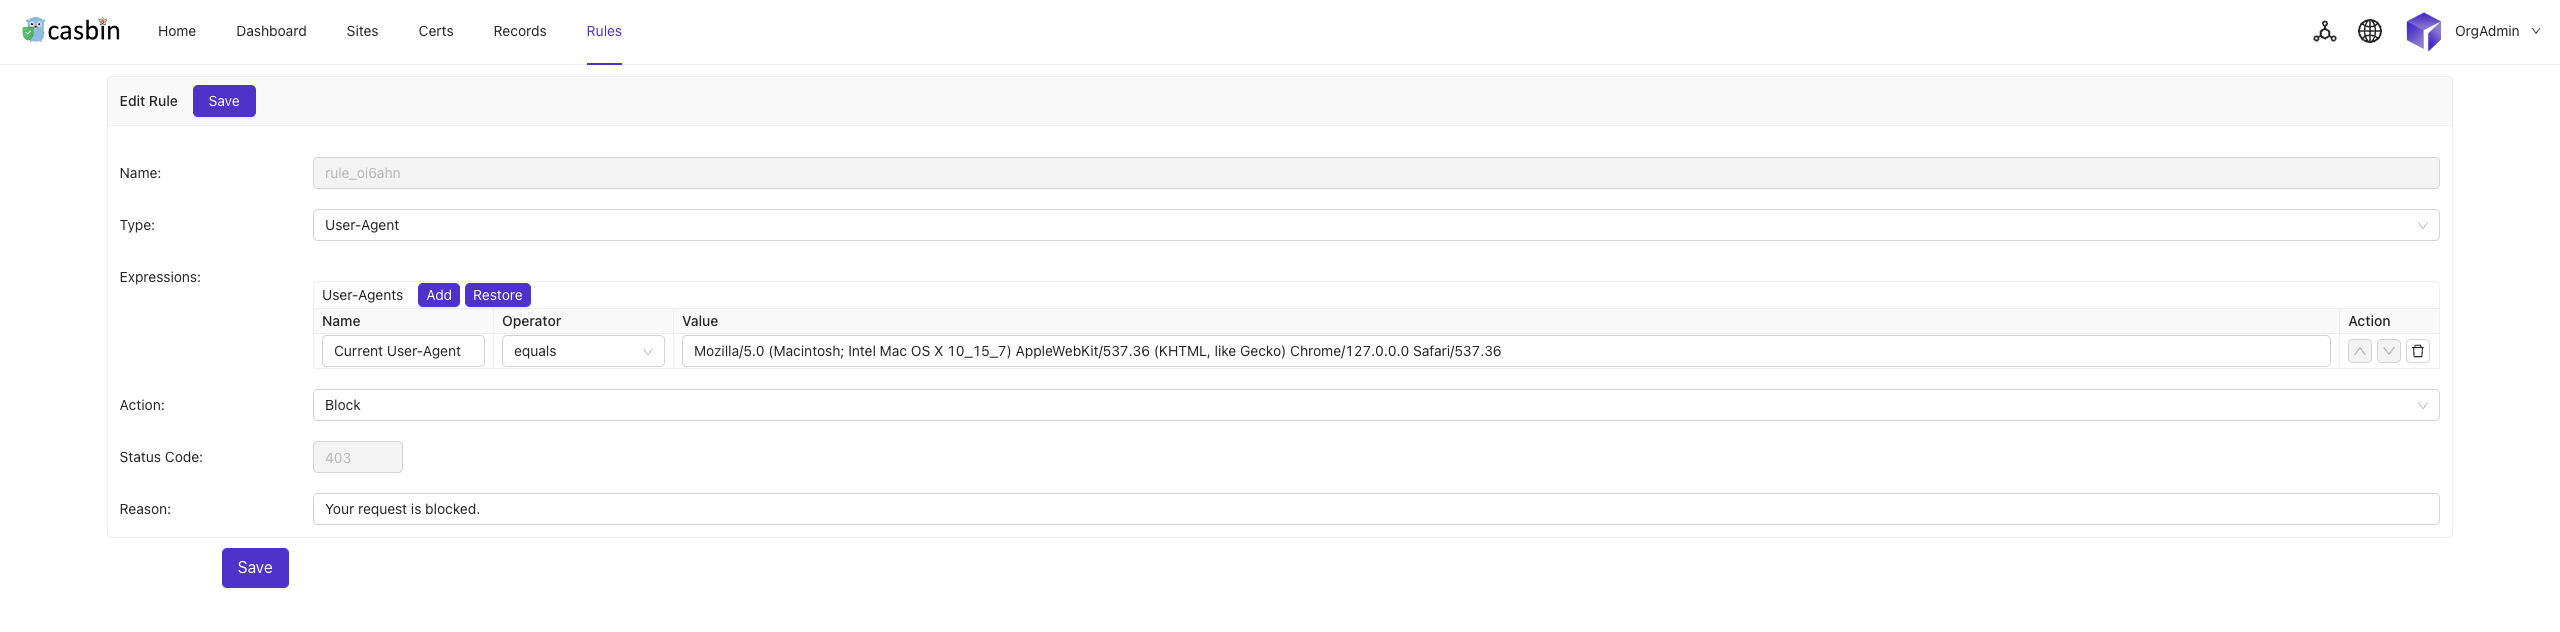 casbin Home Dashboard Sites Certs Records Rules OrgAdmin
Edit Rule Save
Name: rule_oi6ahn
Type: User-Agent
Expressions:
User-Agents Add Restore
Name Operator Value Action
Current User-Agent equals Mozilla/5.0 (Macintosh; Intel Mac OS X 10_15_7) AppleWebKit/537.36 (KHTML, like Gecko) Chrome/127.0.0.0 Safari/537.36
Action: Block
Status Code: 403
Reason: Your request is blocked.
Save